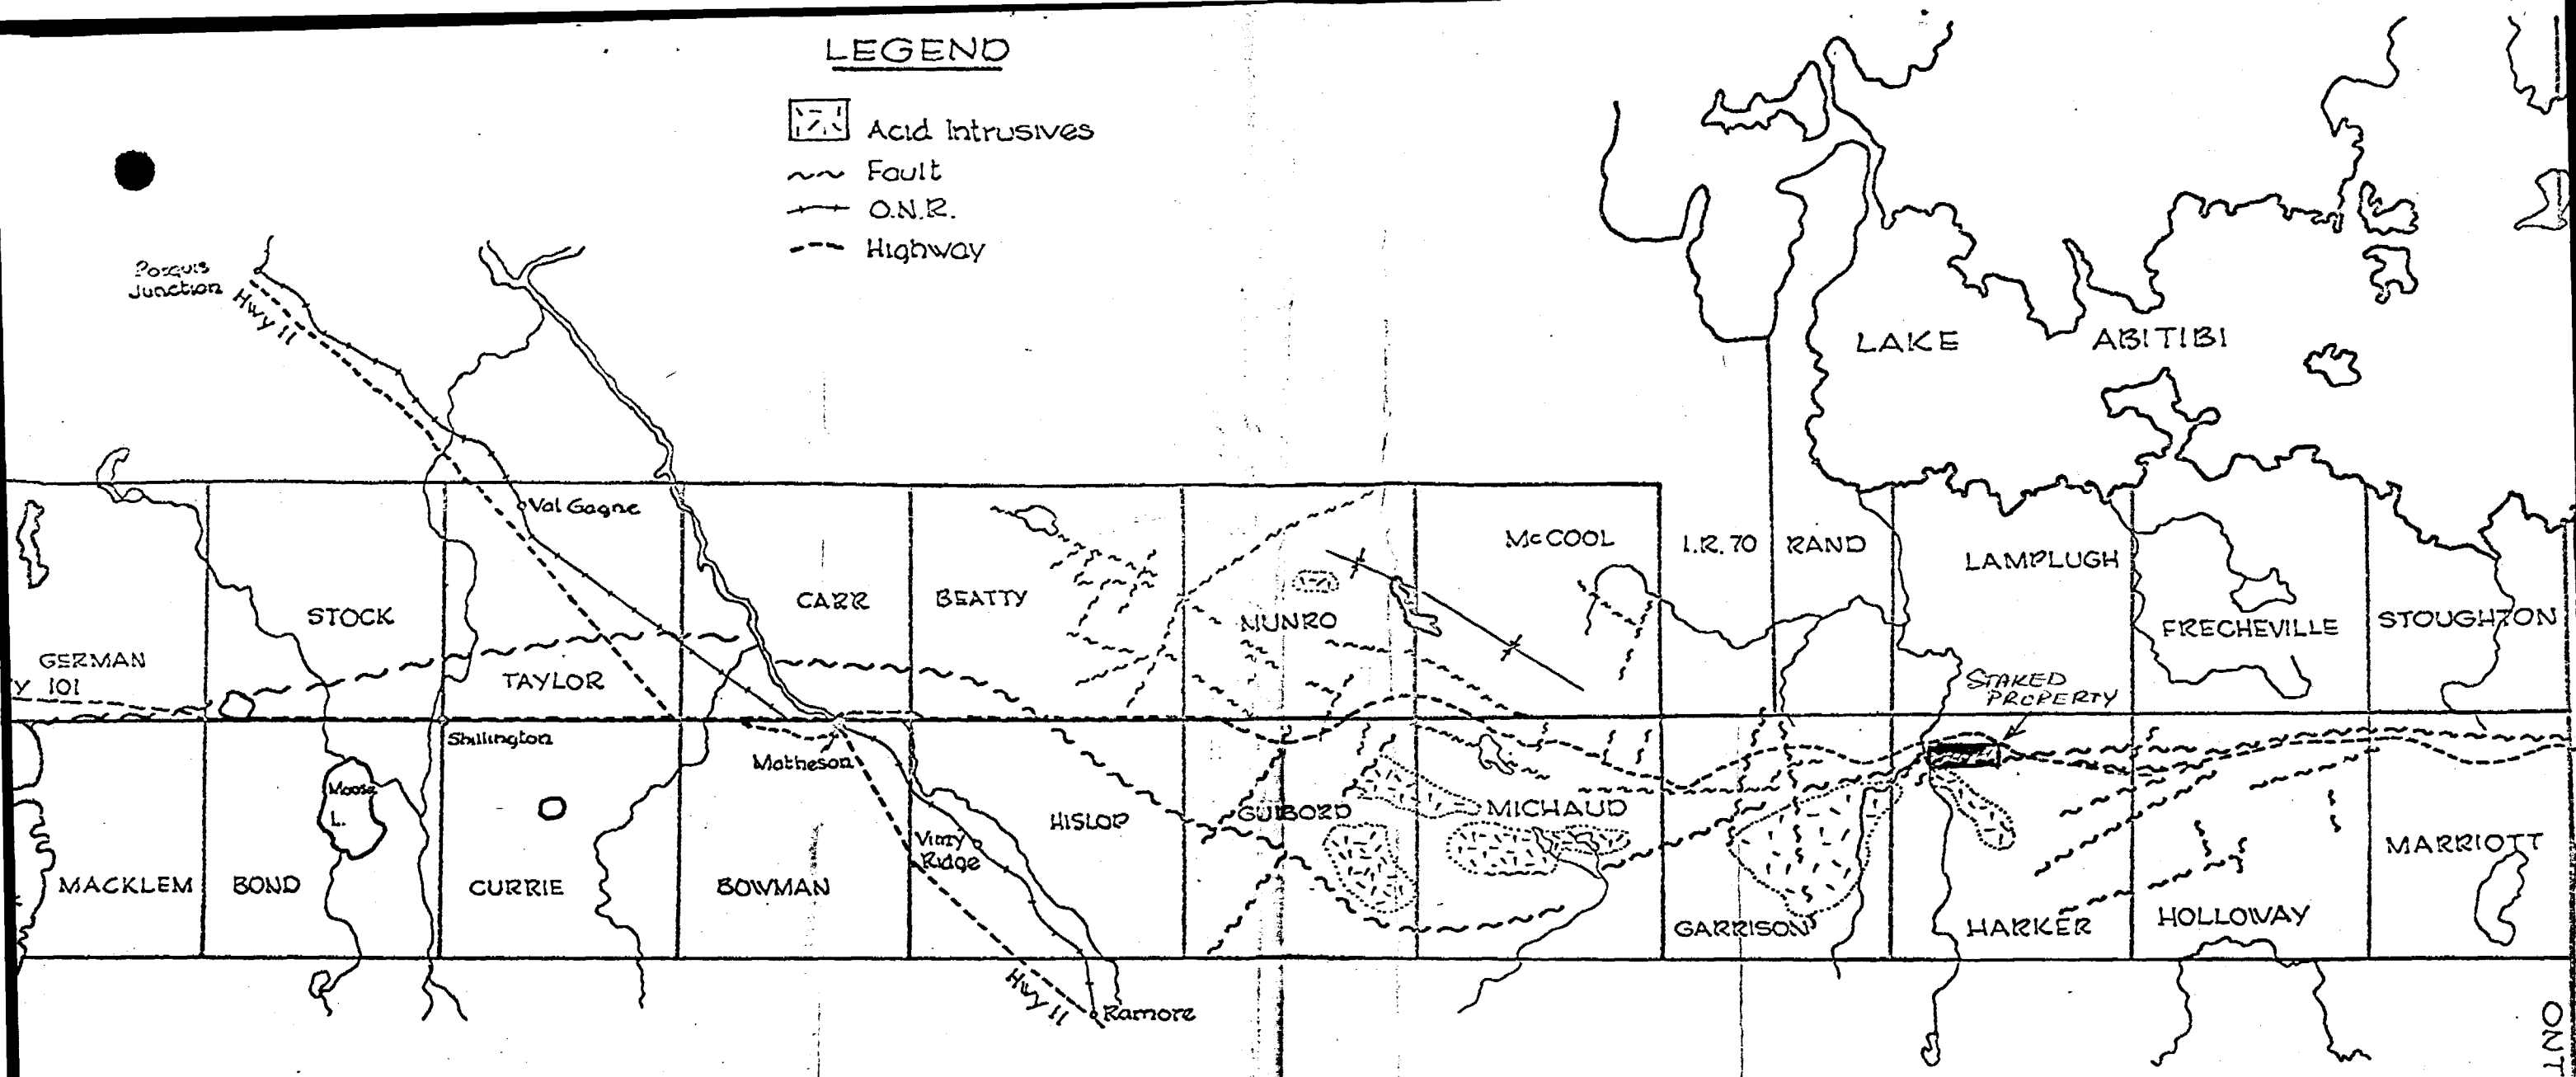 LEGEND
Acid Intrusives
Fault
O.N.R.
Highway
Porquis
Junction
Hwy 11
LAKE ABITIBI
Val Gagne
McCOOL
I.R. 70
RAND
LAMPLUGH
STOCK
CARR
BEATTY
MUNRO
FRECHEVILLE
STOUGHTON
GERMAN
Y 101
TAYLOR
STAKED
PROPERTY
Shillington
Matheson
Moose
L.
HISLOP
GUIBORD
MICHAUD
Vimy
Ridge
MARRIOTT
MACKLEM
BOND
CURRIE
BOWMAN
GARRISON
HARKER
HOLLOWAY
Hwy 11
Ramore
ONT